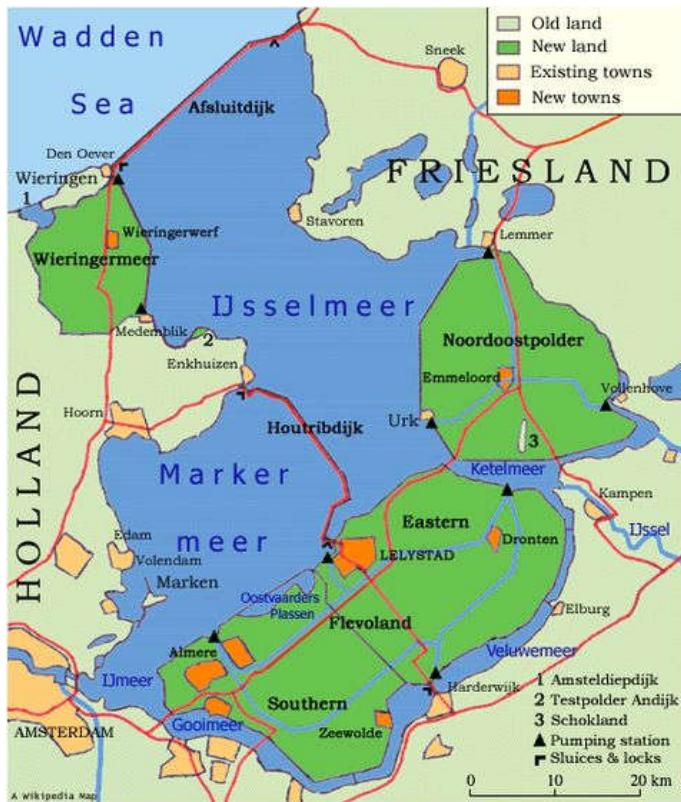 Wadden
Sea
Old land
New land
Existing towns
New towns
Sneek
Afsluitdijk
Den Oever
Wieringen
1
FRIESLAND
Stavoren
Wieringerwerf
Lemmer
Wieringermeer
IJsselmeer
Medemblik
2
Noordoostpolder
Enkhuizen
Emmeloord
Vollenhove
HOLLAND
Hoorn
Urk
Houtribdijk
3
Marker
meer
Ketelmeer
Kampen
Eastern
IJssel
Edam
Volendam
LELYSTAD
Dronten
Marken
Oostvaarders
Plassen
Elburg
Flevoland
Almere
Veluwemeer
IJmeer
Harderwijk
Southern
Gooimeer
Zeewolde
AMSTERDAM
1 Amsteldiepdijk
2 Testpolder Andijk
3 Schokland
Pumping station
Sluices & locks
0 10 20 km
A Wikipedia Map